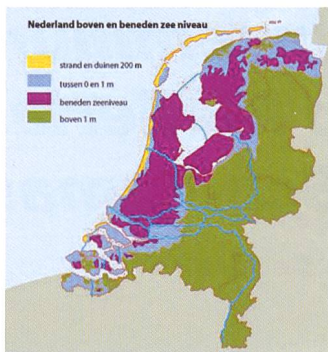 Nederland boven en beneden zee niveau
strand en duinen 200 m
tussen 0 en 1 m
beneden zeeniveau
boven 1 m